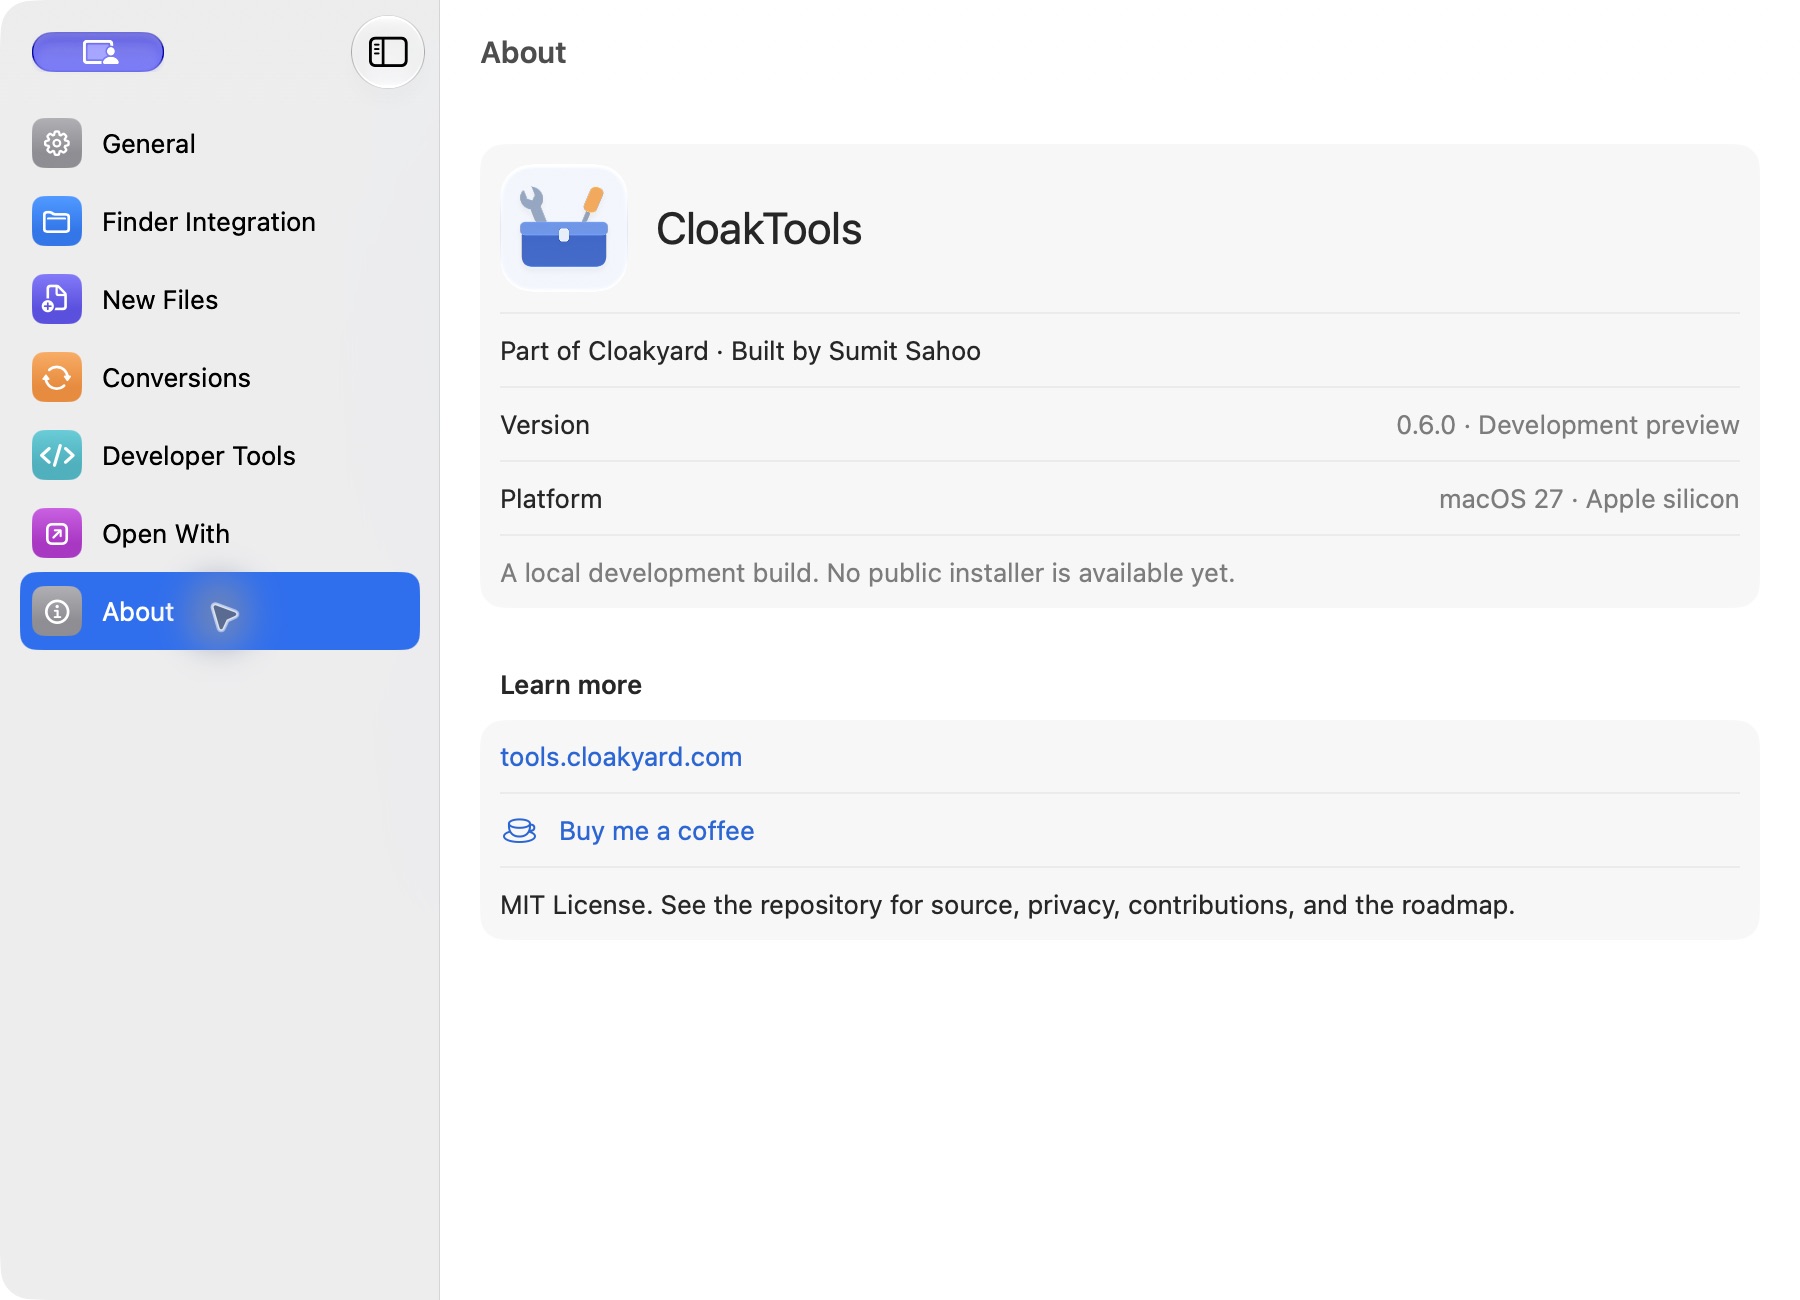 About
General
Finder Integration
New Files
Conversions
Developer Tools
Open With
About
CloakTools
Part of Cloakyard · Built by Sumit Sahoo
Version 0.6.0 · Development preview
Platform macOS 27 · Apple silicon
A local development build. No public installer is available yet.
Learn more
tools.cloakyard.com
Buy me a coffee
MIT License. See the repository for source, privacy, contributions, and the roadmap.